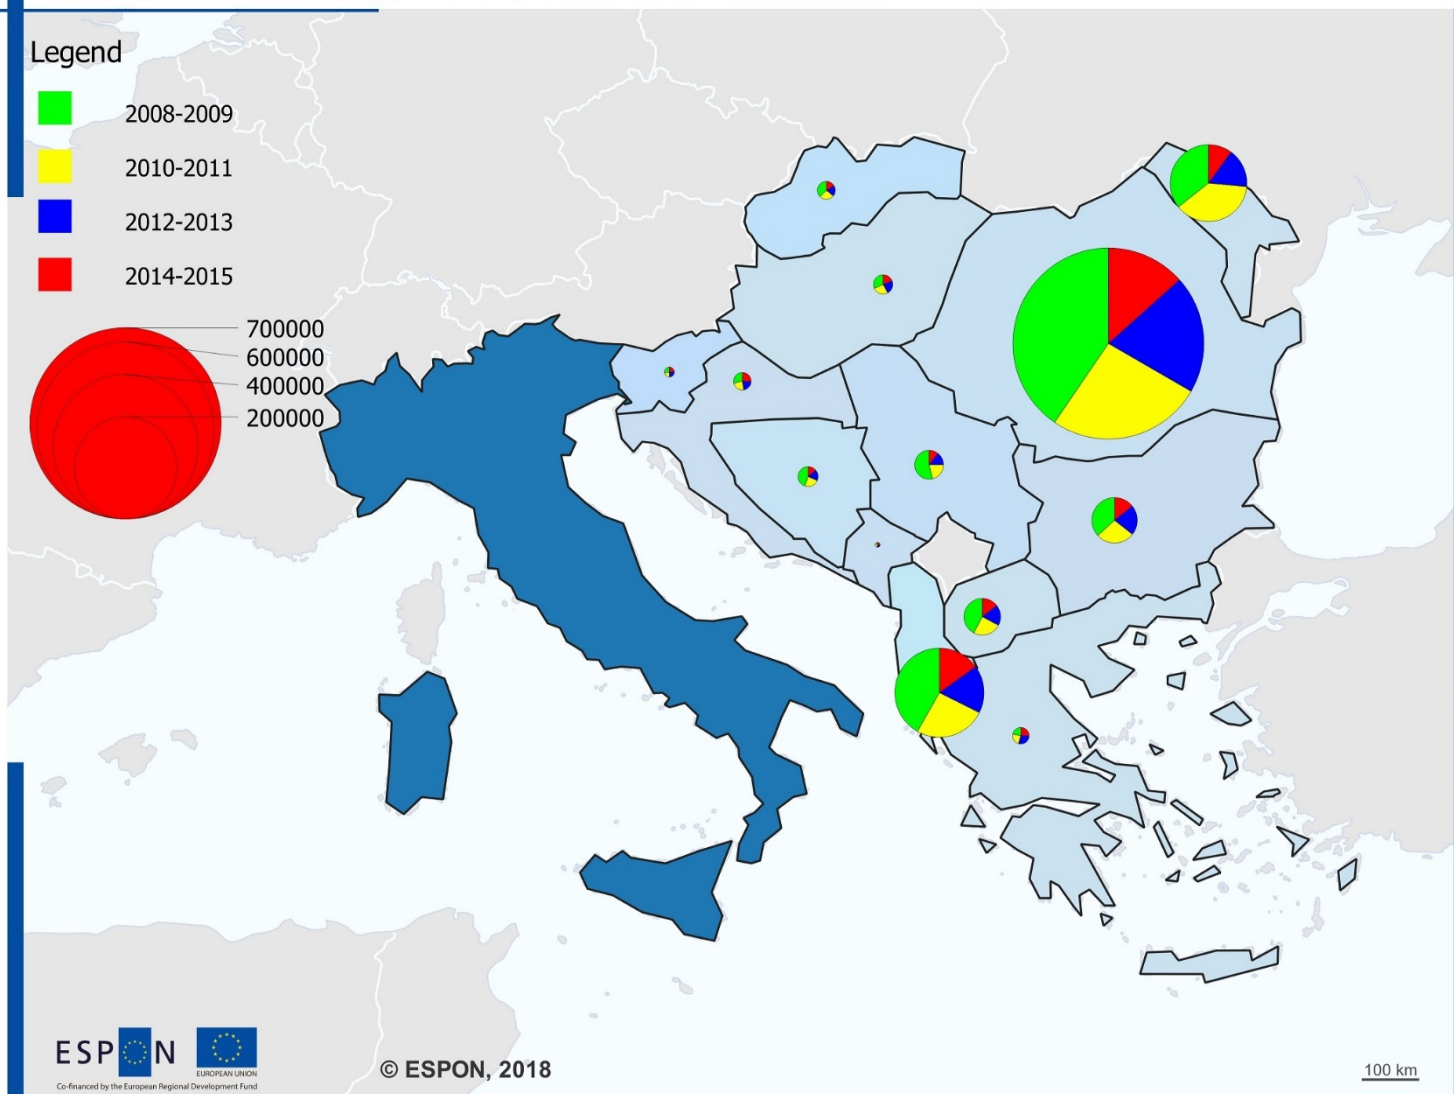 Legend
2008-2009
2010-2011
2012-2013
2014-2015
700000
600000
400000
200000
ESP N
EUROPEAN UNION
Co-financed by the European Regional Development Fund
© ESPON, 2018
100 km